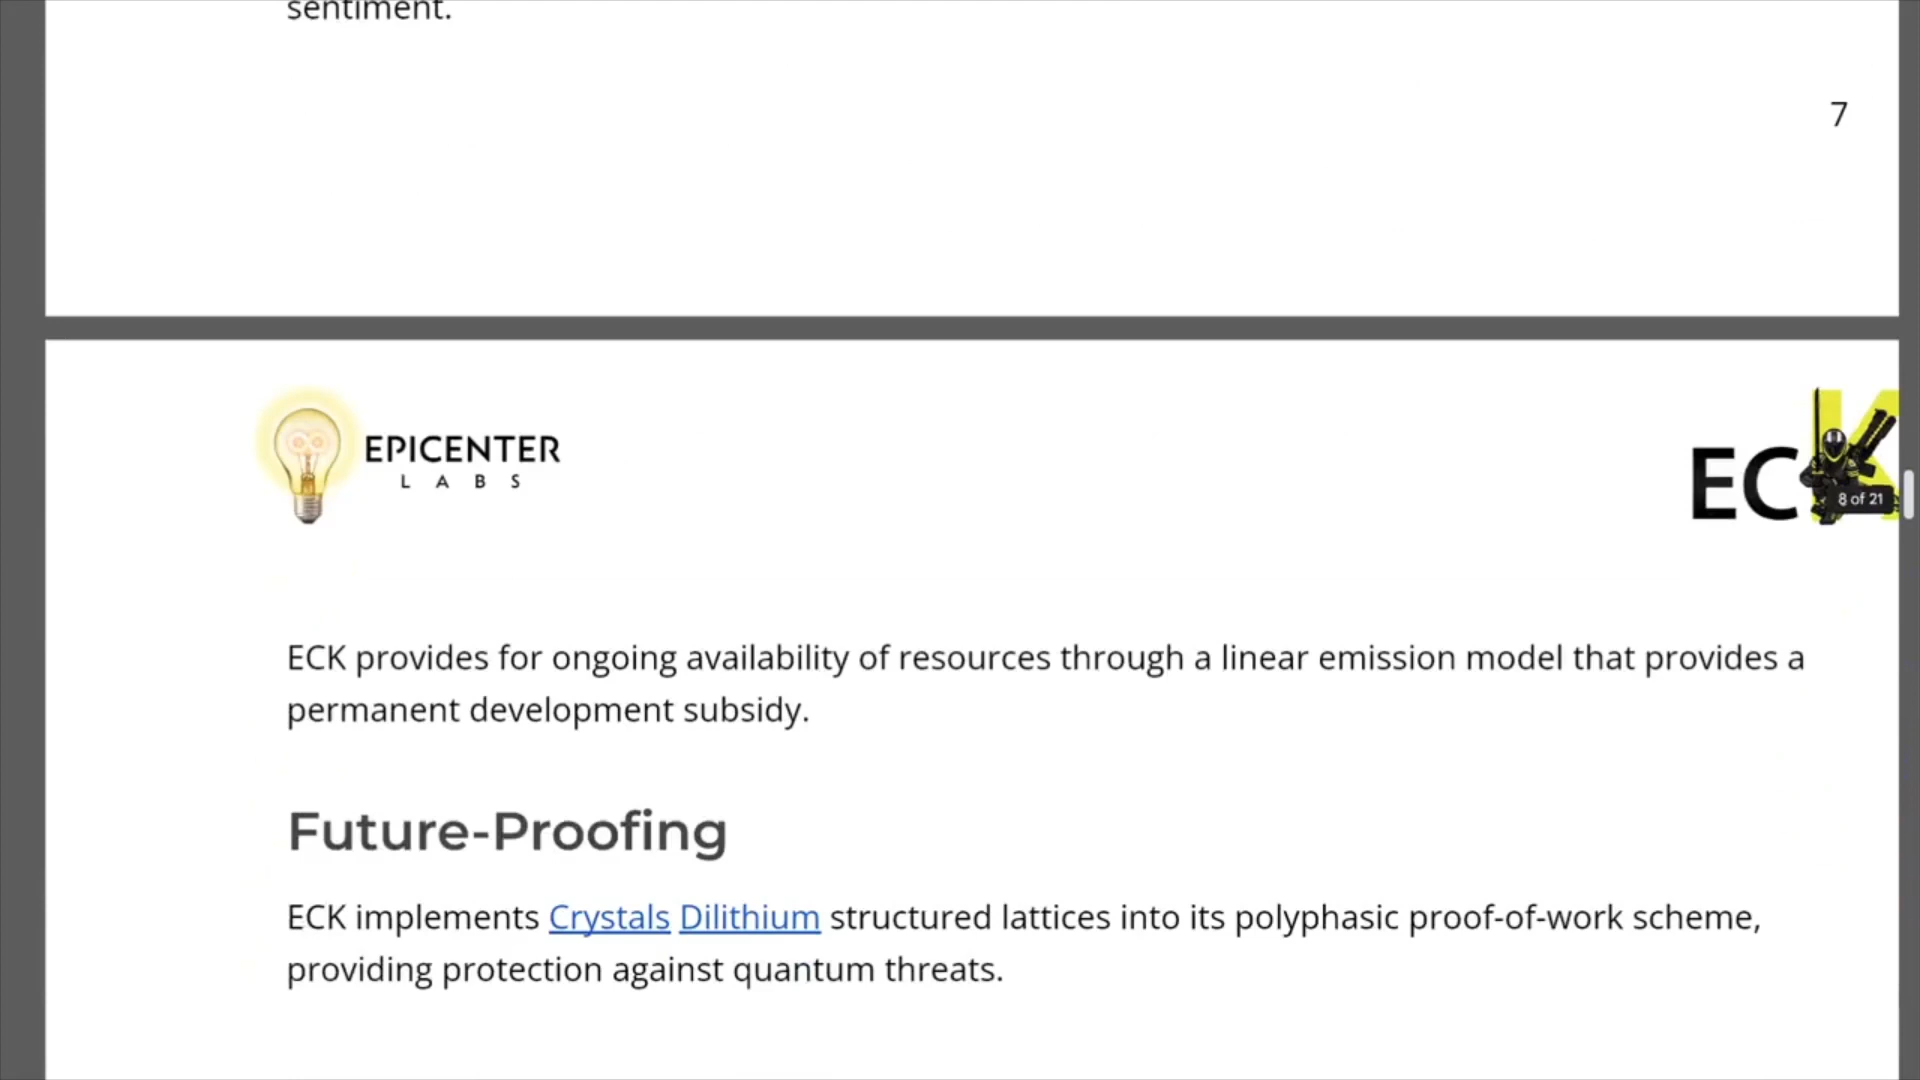 sentiment.
7
EPICENTER
LABS
ECK
8 of 21
ECK provides for ongoing availability of resources through a linear emission model that provides a
permanent development subsidy.
Future-Proofing
ECK implements Crystals Dilithium structured lattices into its polyphasic proof-of-work scheme,
providing protection against quantum threats.